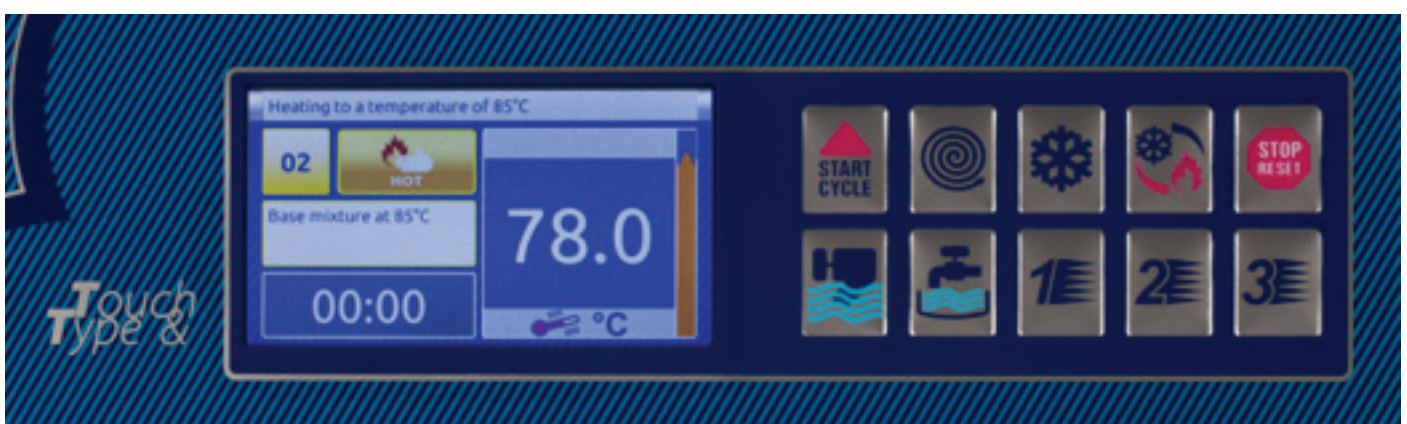 Heating to a temperature of 85°C
02
HOT
Base mixture at 85°C
78.0
00:00
°C
START
CYCLE
STOP
RESET
1
2
3
Touch
Type &